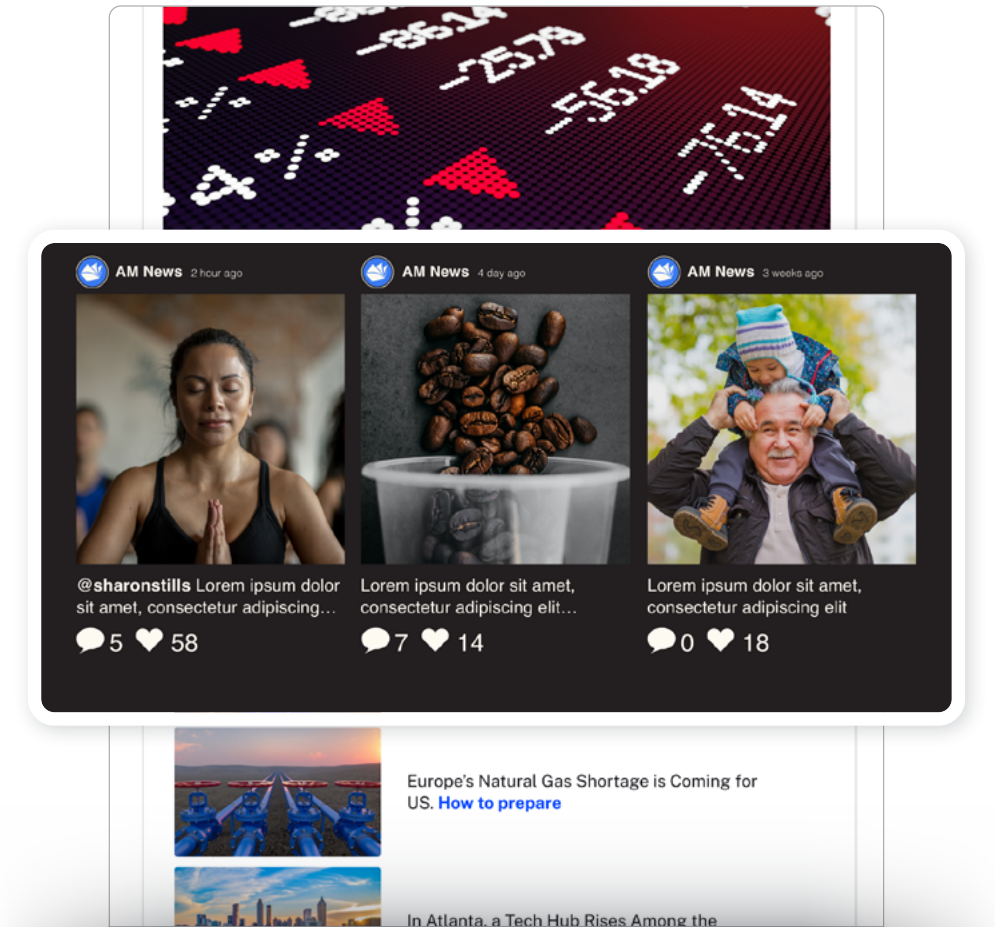 -86.14
-25.79
-56.18
-76.14
%
4%
%
AM News 2 hour ago
AM News 4 day ago
AM News 3 weeks ago
@sharonstills Lorem ipsum dolor
sit amet, consectetur adipiscing...
5 58
Lorem ipsum dolor sit amet,
consectetur adipiscing elit...
7 14
Lorem ipsum dolor sit amet,
consectetur adipiscing elit
0 18
Europe's Natural Gas Shortage is Coming for
US. How to prepare
In Atlanta, a Tech Hub Rises Among the